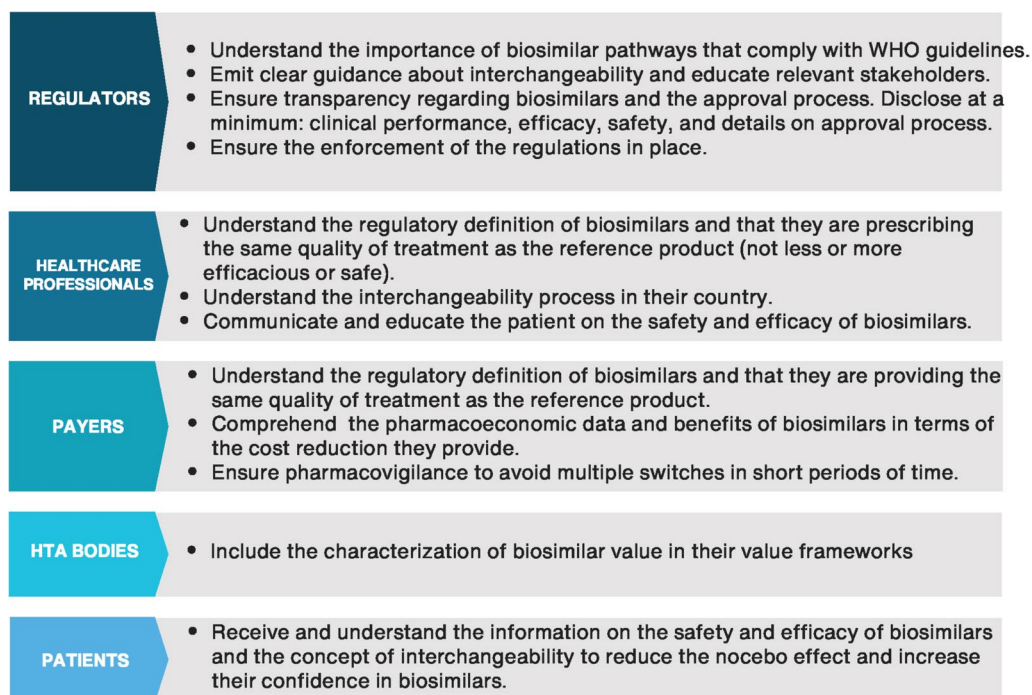 REGULATORS
• Understand the importance of biosimilar pathways that comply with WHO guidelines.
• Emit clear guidance about interchangeability and educate relevant stakeholders.
• Ensure transparency regarding biosimilars and the approval process. Disclose at a
minimum: clinical performance, efficacy, safety, and details on approval process.
• Ensure the enforcement of the regulations in place.
HEALTHCARE
PROFESSIONALS
• Understand the regulatory definition of biosimilars and that they are prescribing
the same quality of treatment as the reference product (not less or more
efficacious or safe).
• Understand the interchangeability process in their country.
• Communicate and educate the patient on the safety and efficacy of biosimilars.
PAYERS
• Understand the regulatory definition of biosimilars and that they are providing the
same quality of treatment as the reference product.
• Comprehend the pharmacoeconomic data and benefits of biosimilars in terms of
the cost reduction they provide.
• Ensure pharmacovigilance to avoid multiple switches in short periods of time.
HTA BODIES
• Include the characterization of biosimilar value in their value frameworks
PATIENTS
• Receive and understand the information on the safety and efficacy of biosimilars
and the concept of interchangeability to reduce the nocebo effect and increase
their confidence in biosimilars.